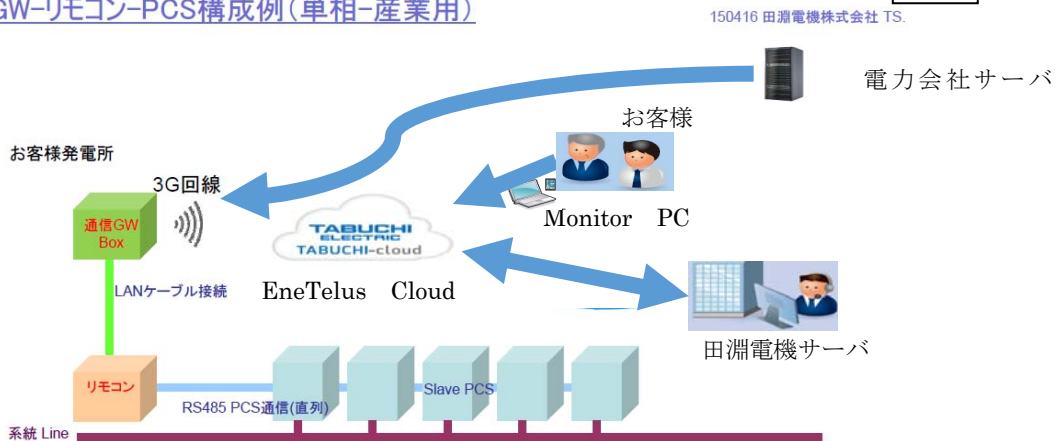 GW-リモコン-PCS構成例(単相-産業用)
150416 田淵電機株式会社 TS.
電力会社サーバ
お客様
お客様発電所
3G回線
通信GW
Box
Monitor PC
TABUCHI
ELECTRIC
TABUCHI-cloud
LANケーブル接続
EneTelus Cloud
田淵電機サーバ
リモコン
Slave PCS
RS485 PCS通信(直列)
系統 Line